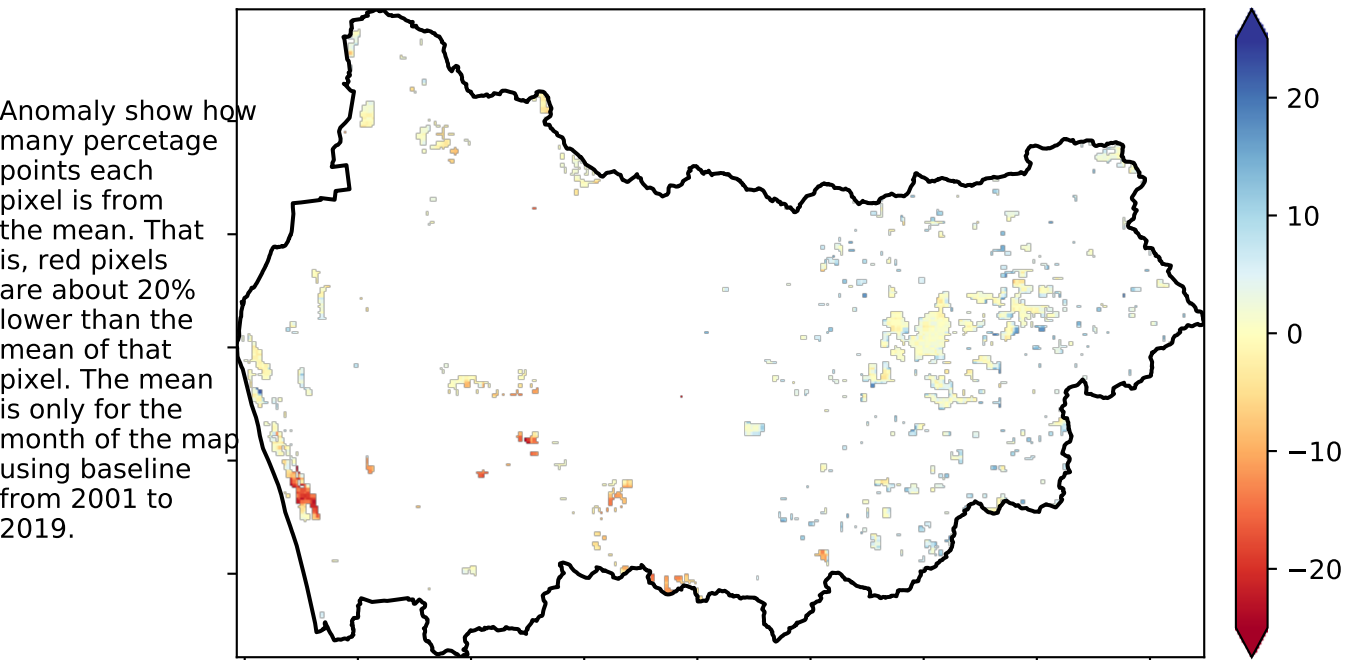 Anomaly show how
many percetage
points each
pixel is from
the mean. That
is, red pixels
are about 20%
lower than the
mean of that
pixel. The mean
is only for the
month of the map
using baseline
from 2001 to
2019.
20
10
0
−10
−20